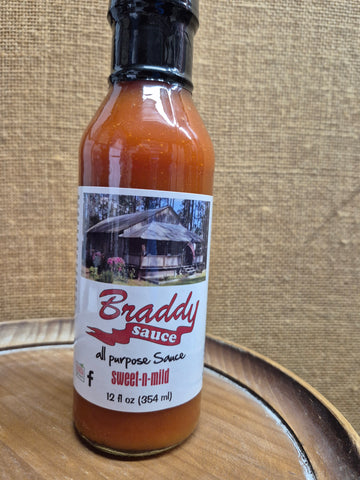 Braddy
sauce
all purpose Sauce
sweet-n-mild
f
12 fl oz (354 ml)